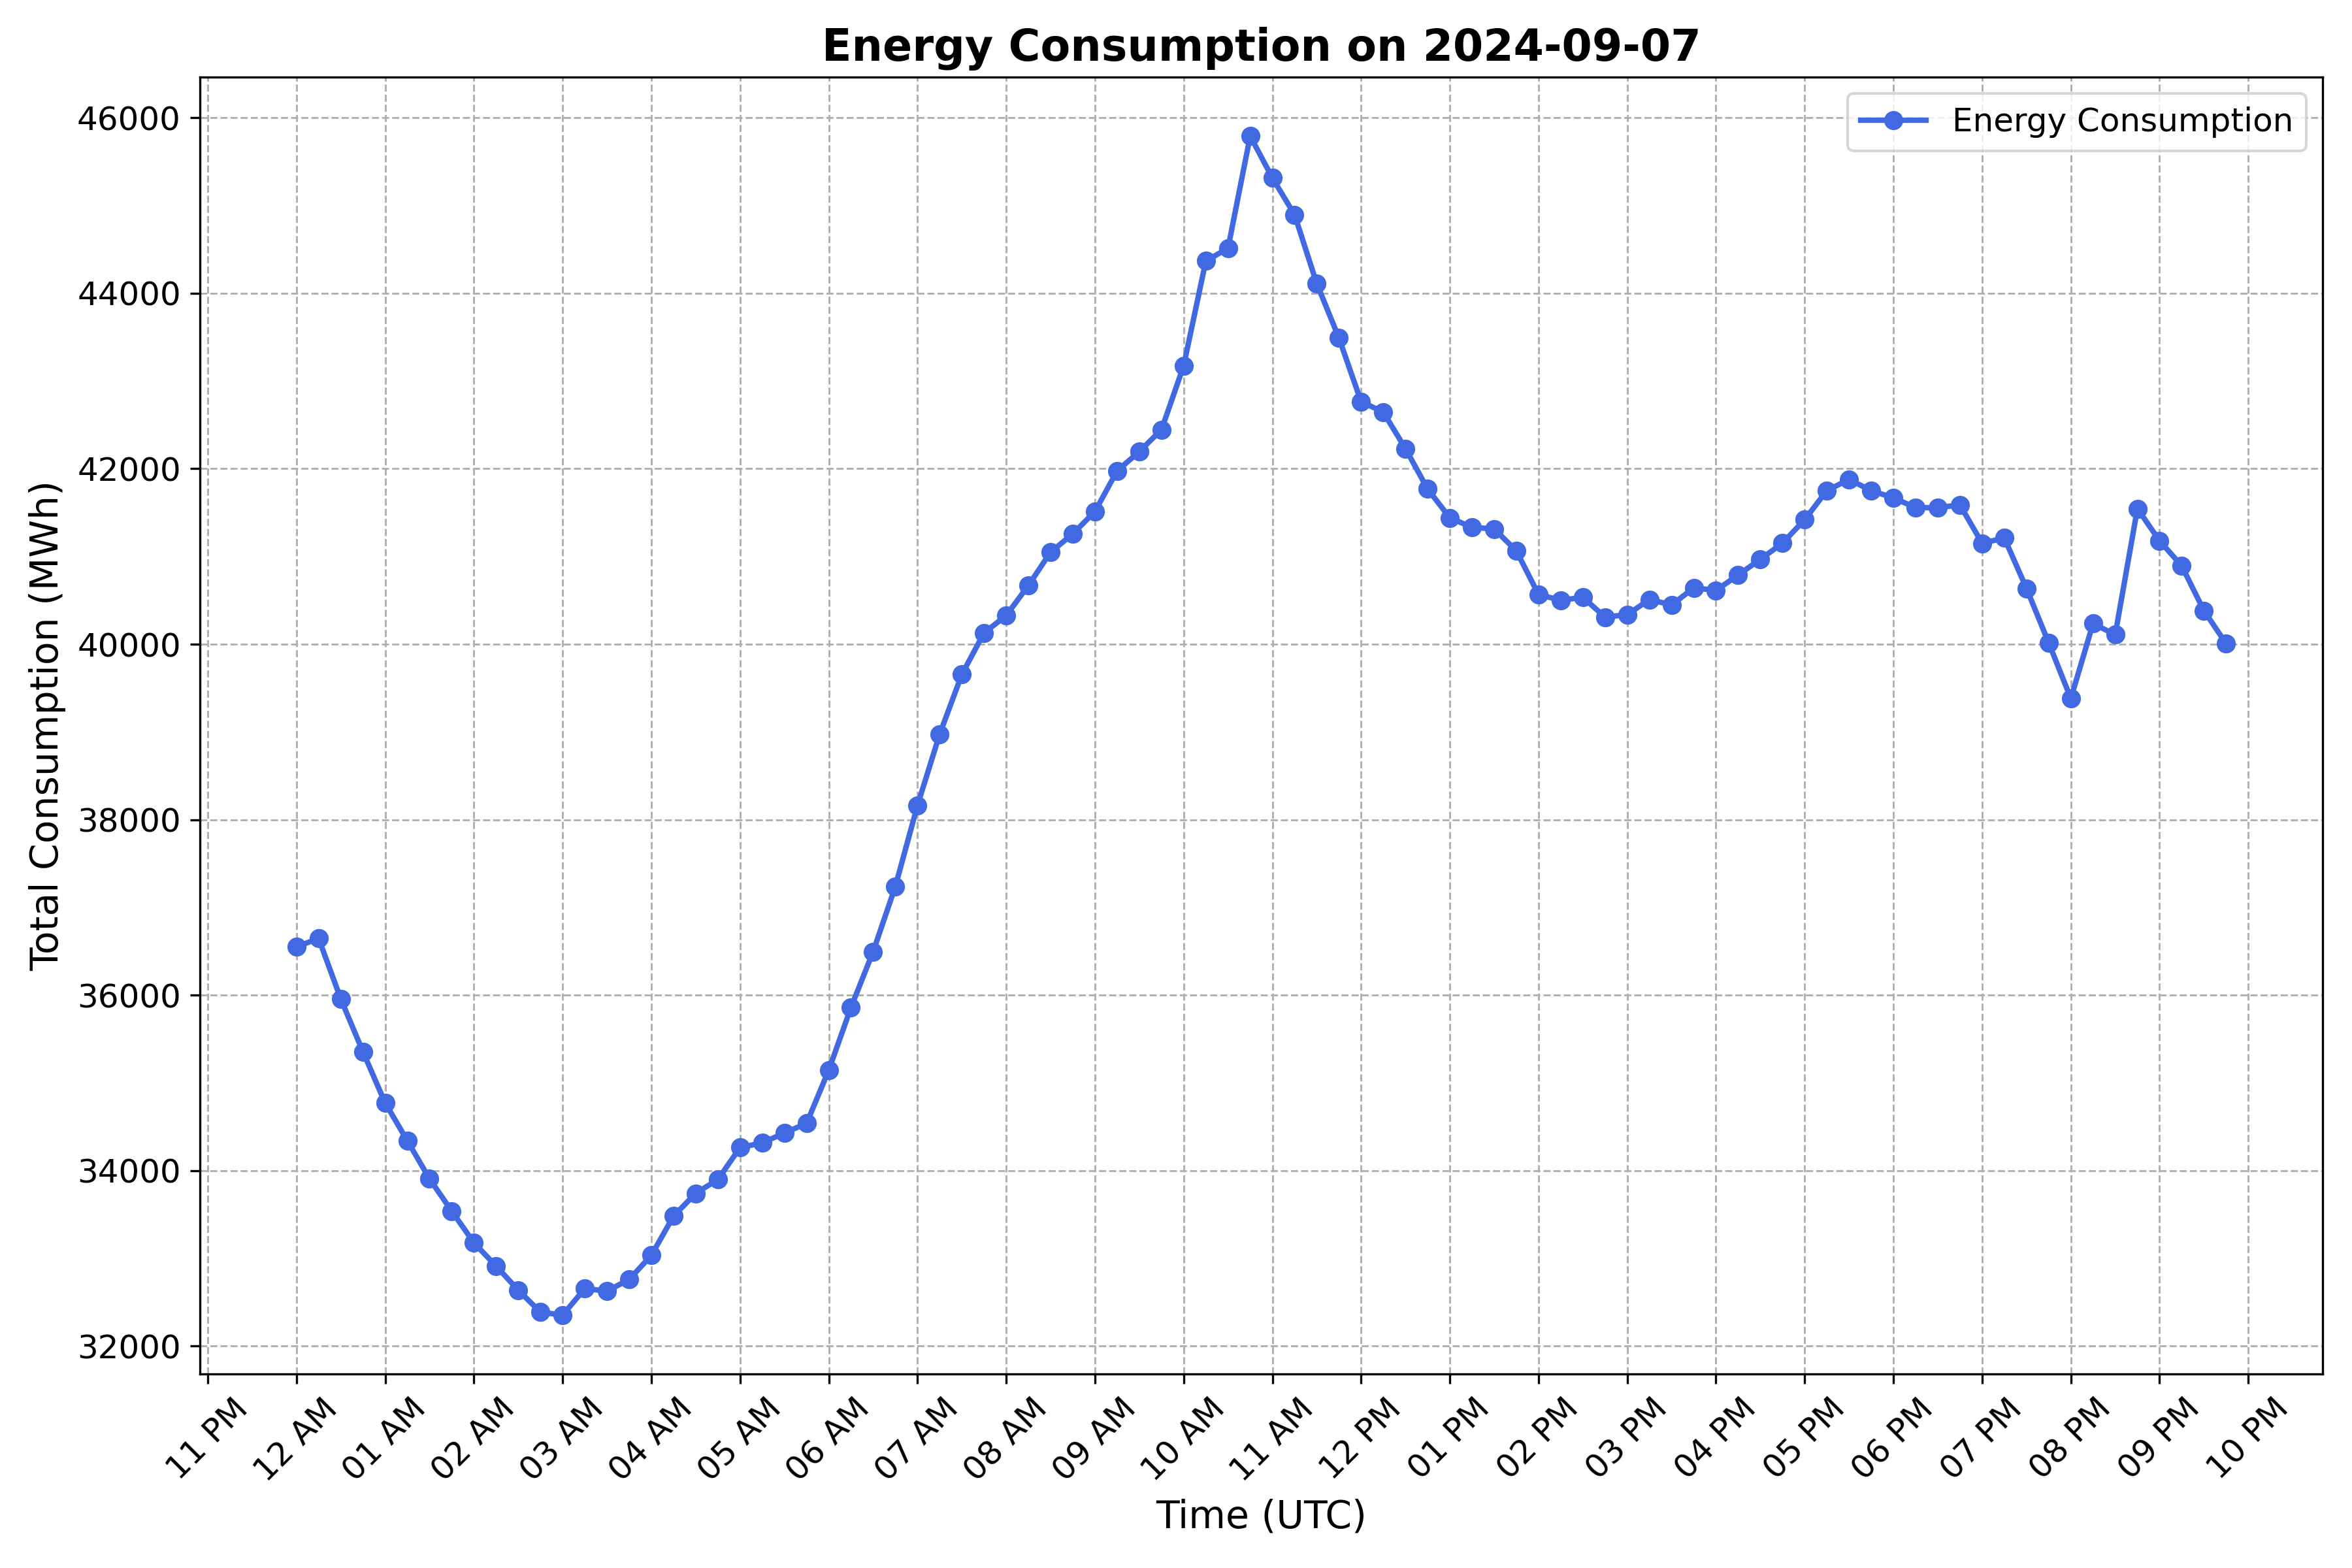 Energy Consumption on 2024-09-07
Energy Consumption
Total Consumption (MWh)
46000
44000
42000
40000
38000
36000
34000
32000
11 PM
12 AM
01 AM
02 AM
03 AM
04 AM
05 AM
06 AM
07 AM
08 AM
09 AM
10 AM
11 AM
12 PM
01 PM
02 PM
03 PM
04 PM
05 PM
06 PM
07 PM
08 PM
09 PM
10 PM
Time (UTC)